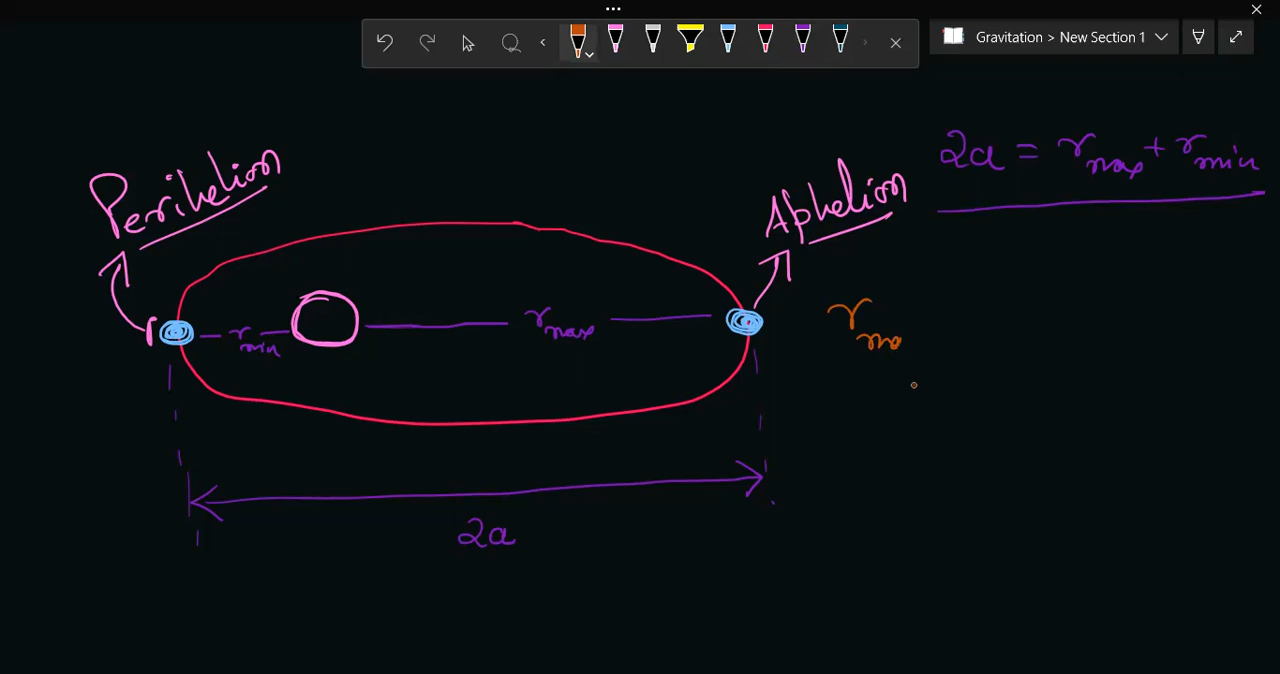 Gravitation > New Section 1
2a = rmax + rmin
Perihelion
Aphelion
rmin
rmax
2a